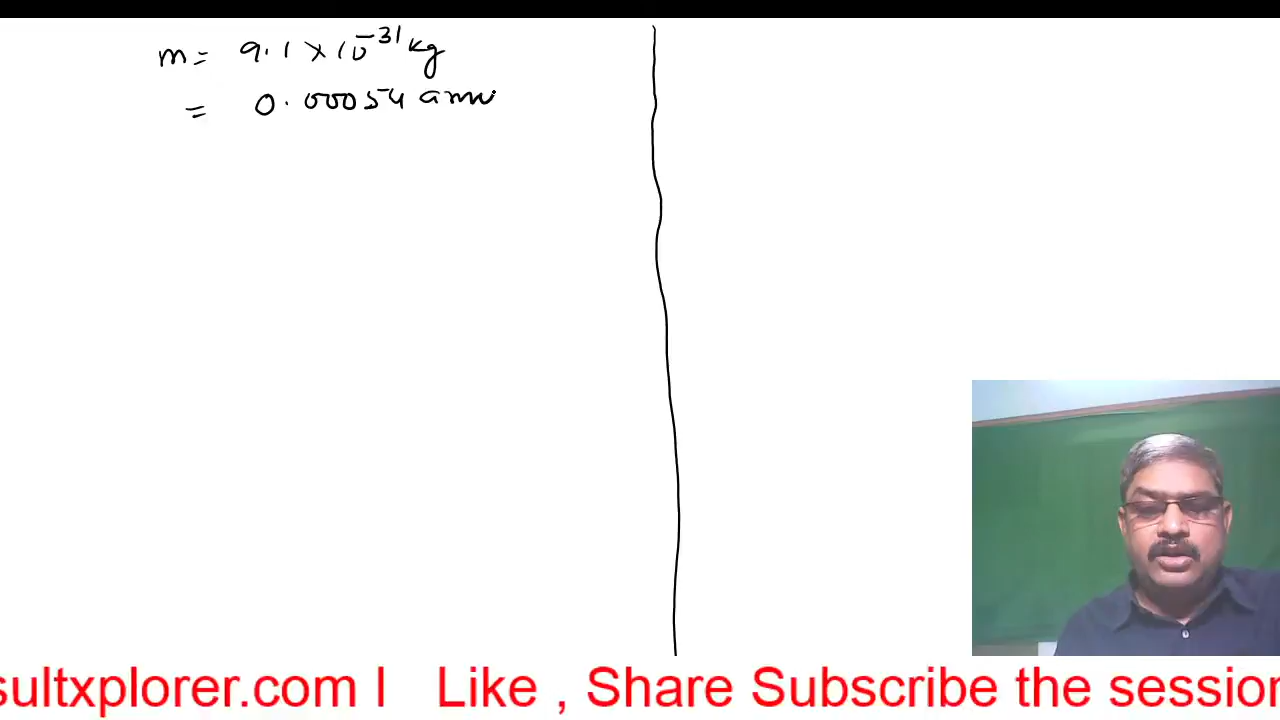 m = 9.1 × 10⁻³¹ kg
= 0.00054 amu
sultxplorer.com I Like , Share Subscribe the session